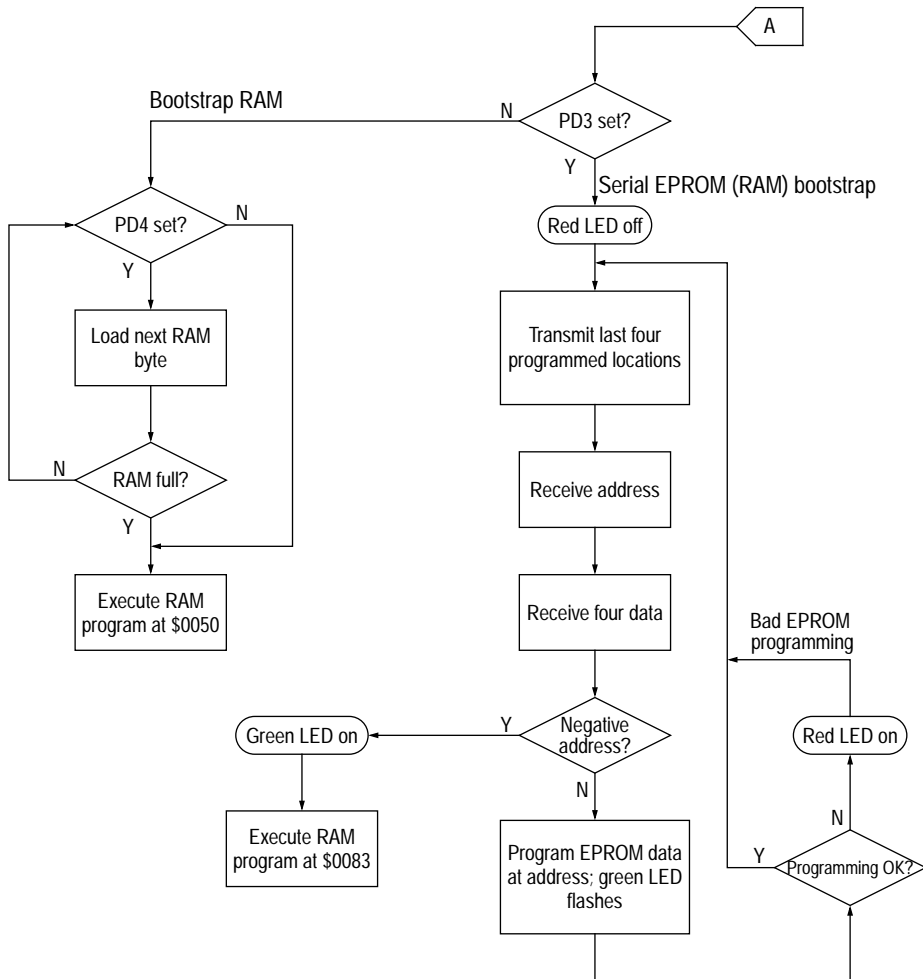 A
Bootstrap RAM
N
PD3 set?
Y
Serial EPROM (RAM) bootstrap
PD4 set?
N
Y
Red LED off
Load next RAM
byte
Transmit last four
programmed locations
N
RAM full?
Y
Receive address
Execute RAM
program at $0050
Receive four data
Bad EPROM
programming
Green LED on
Y
Negative
address?
N
Red LED on
Execute RAM
program at $0083
Program EPROM data
at address; green LED
flashes
N
Y
Programming OK?